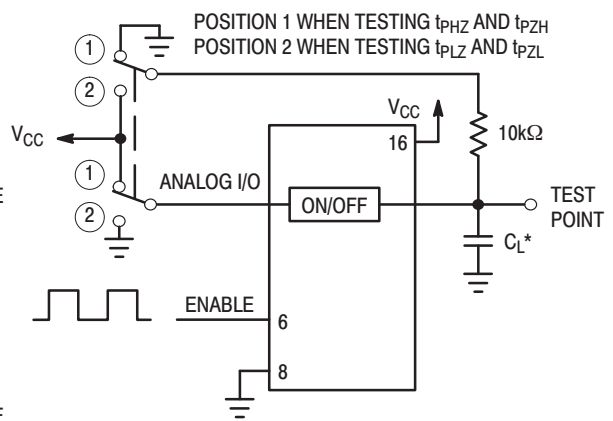 POSITION 1 WHEN TESTING tPHZ AND tPZH
POSITION 2 WHEN TESTING tPLZ AND tPZL
1
2
VCC
VCC
16
10kΩ
1
2
ANALOG I/O
ON/OFF
TEST
POINT
CL*
ENABLE
6
8
E
F